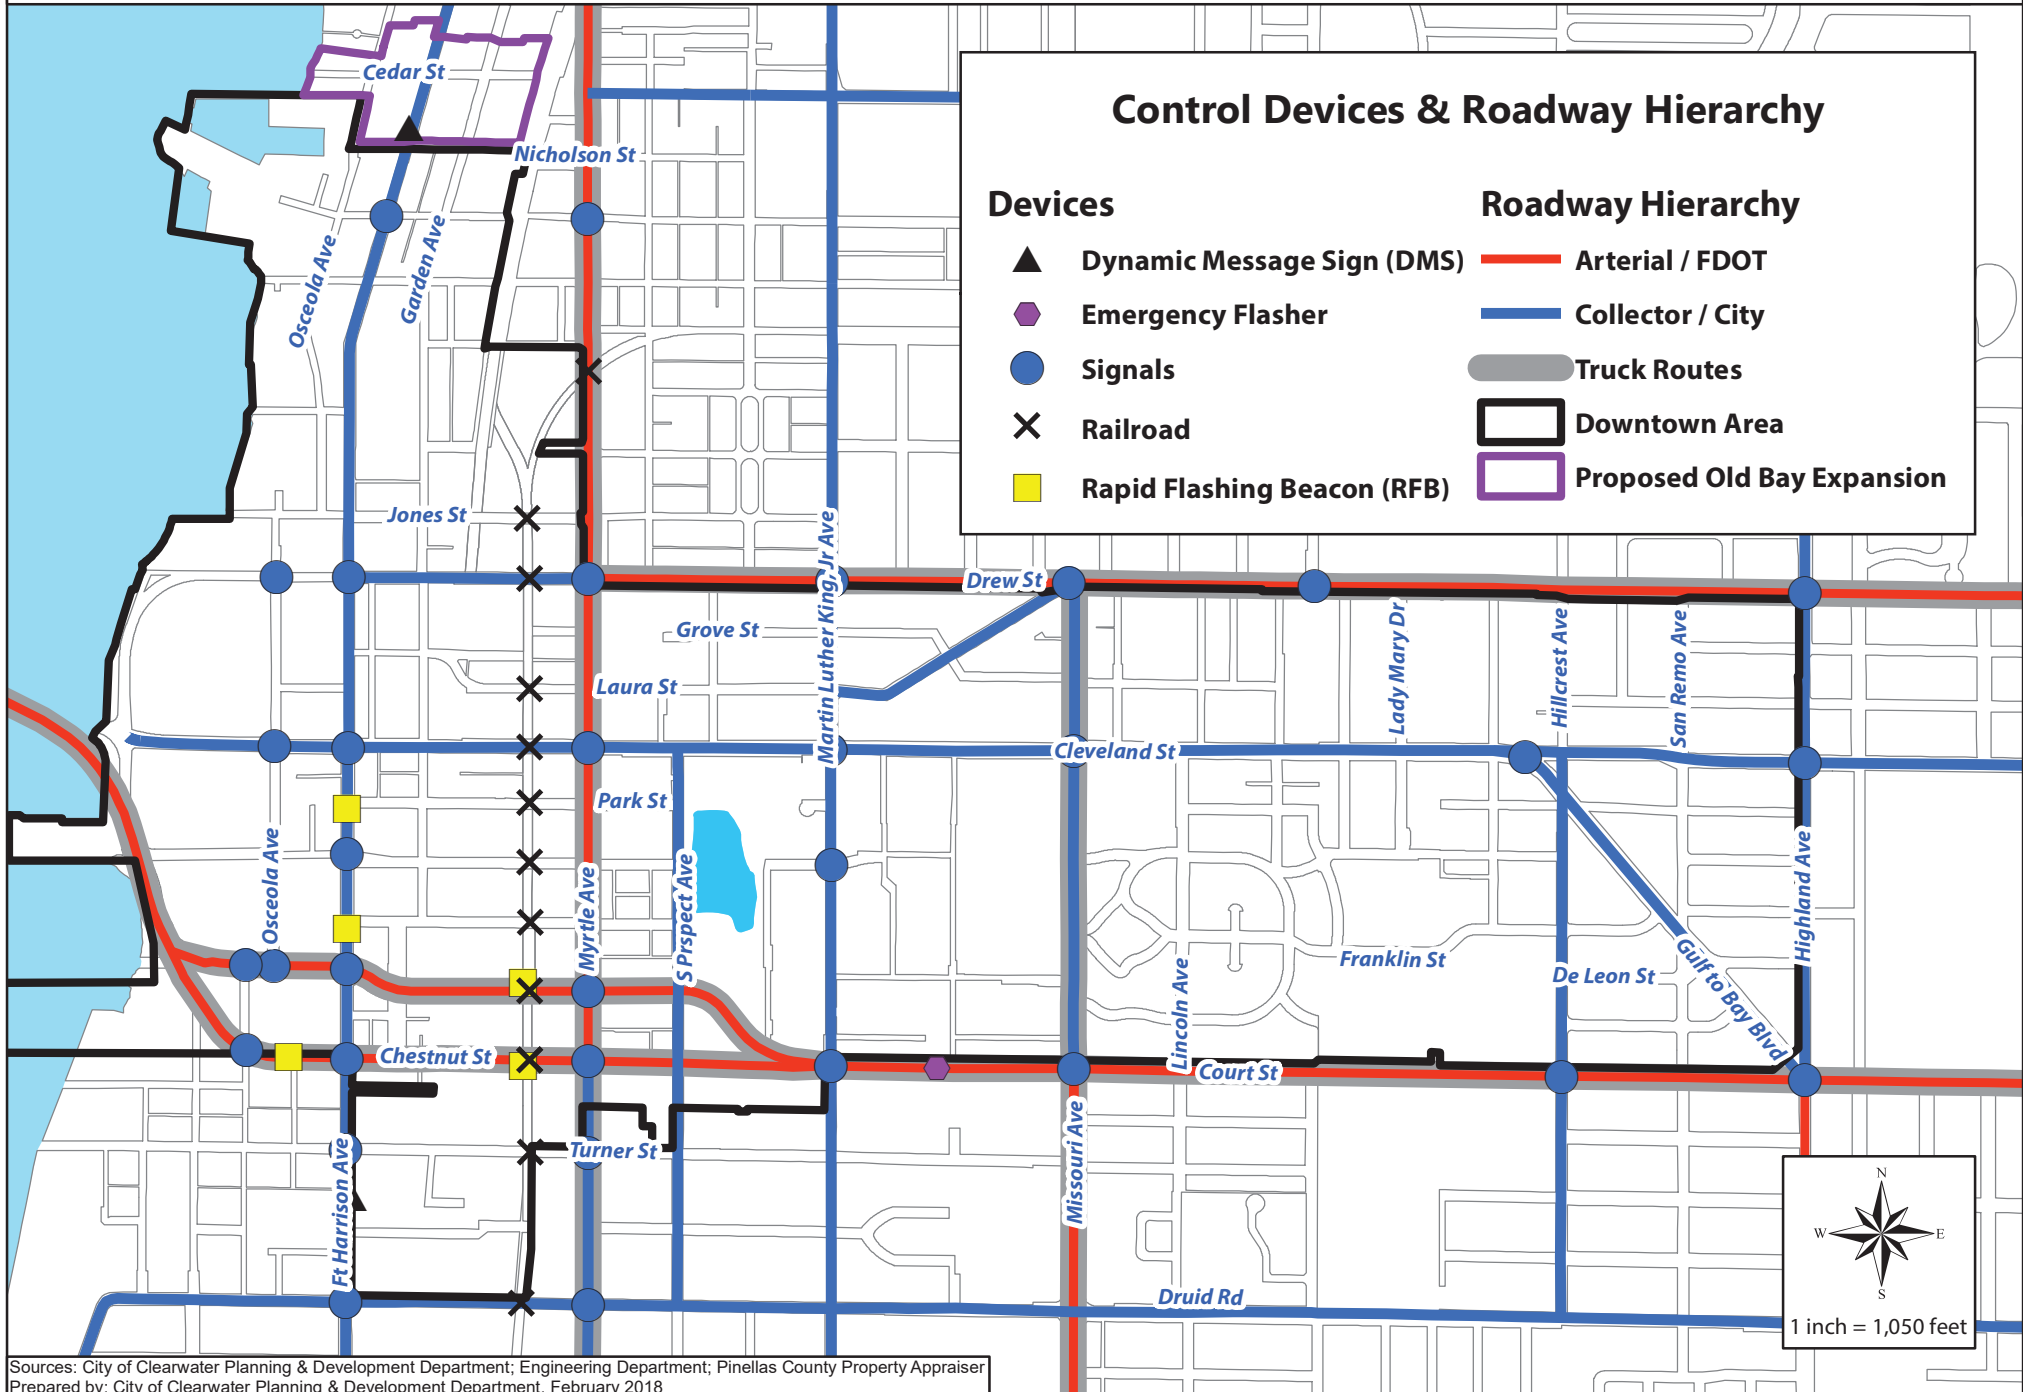 Control Devices & Roadway Hierarchy
Devices
Dynamic Message Sign (DMS)
Emergency Flasher
Signals
Railroad
Rapid Flashing Beacon (RFB)
Roadway Hierarchy
Arterial / FDOT
Collector / City
Truck Routes
Downtown Area
Proposed Old Bay Expansion
Cedar St
Nicholson St
Osceola Ave
Garden Ave
Jones St
Martin Luther King, Jr Ave
Drew St
Grove St
Laura St
Lady Mary Dr
Hillcrest Ave
San Remo Ave
Cleveland St
Park St
Osceola Ave
Myrtle Ave
S Prspect Ave
Highland Ave
Franklin St
De Leon St
Gulf to Bay Blvd
Lincoln Ave
Chestnut St
Court St
Turner St
Ft Harrison Ave
Missouri Ave
Druid Rd
N
W
E
S
1 inch = 1,050 feet
Sources: City of Clearwater Planning & Development Department; Engineering Department; Pinellas County Property Appraiser
Prepared by: City of Clearwater Planning & Development Department, February 2018